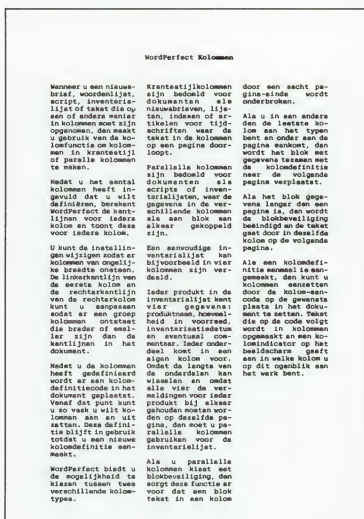 WordPerfect Kolommen
Wanneer u een nieuws-
brief, woordenlijst,
script, inventeris-
lijst of tekst die op
een of andere manier
in kolommen moet zijn
opgenomen, dan maakt
u gebruik van de ko-
lomfunctie om kolom-
men in krantestijl
of paralle kolommen
te maken.
Nadat u het aantal
kolommen heeft in-
gevuld dat u wilt
definiëren, berekent
WordPerfect de kant-
lijnen voor iedere
kolom en toont deze
voor iedere kolom.
U kunt de instellin-
gen wijzigen zodat er
kolommen van ongelij-
ke breedte onstaan.
De linkerkantlijn van
de eerste kolom en
de rechterkantlijn
van de rechterkolom
kunt u aanpassen
zodat er een groep
kolommen ontstaat
die breder of smal-
ler zijn dan de
kantlijnen in het
dokument.
Nadat u de kolommen
heeft gedefinieerd
wordt er een kolom-
definitiecode in het
dokument geplaatst.
Vanaf dat punt kunt
u zo vaak u wilt ko-
lommen aan en uit
zetten. Deze defini-
tie blijft in gebruik
totdat u een nieuwe
kolomdefinitie aan-
maakt.
WordPerfect biedt u
de mogelijkheid te
kiezen tussen twee
verschillende kolom-
types.
Krantestijlkolommen
zijn bedoeld voor
dokumenten als
nieuwsbrieven, lijs-
ten, indexen of ar-
tikelen voor tijd-
schriften waar de
tekst in de kolommen
op een pagina door-
loopt.
Parallelle kolommen
zijn bedoeld voor
dokumenten als
scripts of inven-
tarislijsten, waar de
gegevens in de ver-
schillende kolommen
als aan blok aan
elkaar gekoppeld
zijn.
Een eenvoudige in-
ventarislijst kan
bijvoorbeeld in vier
kolommen zijn ver-
deeld.
Ieder produkt in de
inventarislijst kent
vier gegevens:
produktnaam, hoeveel-
heid in voorraad,
inventarisatiedatum
en eventueel com-
mentaar. Ieder onder-
deel komt in een
eigen kolom voor.
Omdat de lengte van
de onderdelen kan
wisselen en omdat
alle vier de ver-
meldingen voor ieder
produkt bij elkaar
gehouden moeten wor-
den op dezelfde pa-
gina, dan moet u pa-
rallelle kolommen
gebruiken voor de
inventarislijst.
Als u parallelle
kolommen kiest met
blokbeveiliging, dan
zorgt deze functie er
voor dat een blok
tekst in een kolom
door een zacht pa-
gina-einde wordt
onderbroken.
Als u in een andere
dan de laatste ko-
lom aan het typen
bent en onder aan de
pagina aankomt, dan
wordt het blok met
gegevens tezamen met
de kolomdefinitie
neer de volgende
pagina verplaatst.
Als het blok gege-
vens langer dan een
pagina is, dan wordt
de blokbeveiliging
beëindigd en de tekst
gaat door in dezelfde
kolom op de volgende
pagina.
Als een kolomdefi-
nitie eenmaal is aan-
gemaakt, dan kunt u
kolommen aanzetten
door de kolom-aan-
code op de gewenste
plaats in het doku-
ment te zetten. Tekst
die op de code volgt
wordt in kolommen
opgemaakt en een ko-
lomindicator op het
beeldscherm geeft
aan in welke kolom u
op dit ogenblik aan
het werk bent.